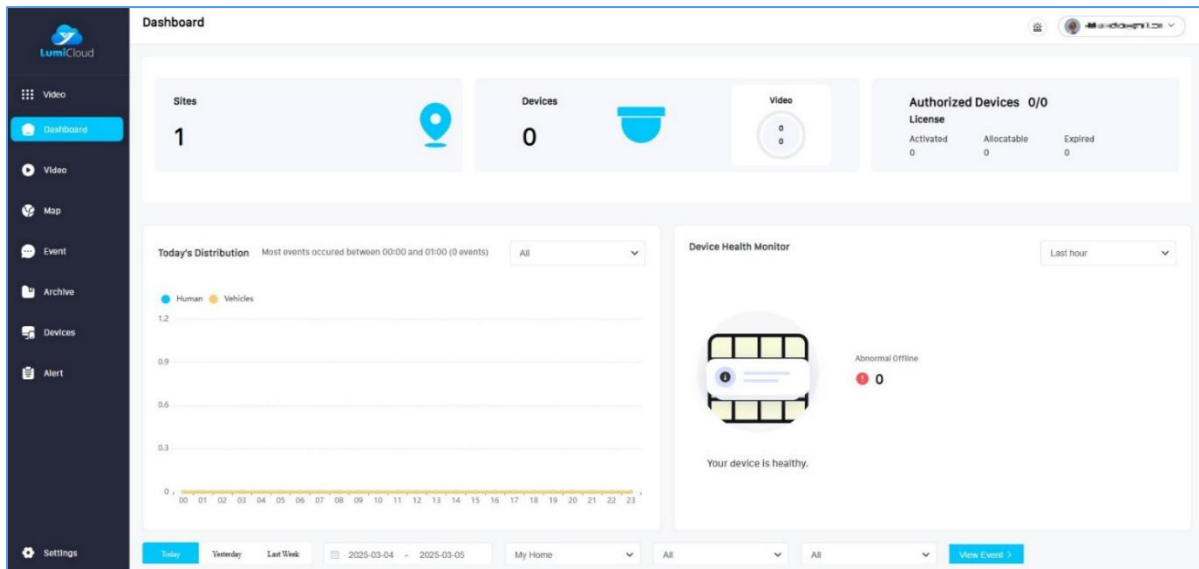 LumiCloud
Video
Dashboard
Video
Map
Event
Archive
Devices
Alert
Settings
Dashboard
Sites
1
Devices
0
Video
0
0
Authorized Devices 0/0
License
Activated Allocatable Expired
0 0 0
Today's Distribution Most events occured between 00:00 and 01:00 (0 events) All
Human Vehicles
1.2
0.9
0.6
0.3
0
00 01 02 03 04 05 06 07 08 09 10 11 12 13 14 15 16 17 18 19 20 21 22 23
Device Health Monitor Last hour
Abnormal Offline
0
Your device is healthy.
Today Yesterday Last Week 2025-03-04 - 2025-03-05 My Home All All View Event >